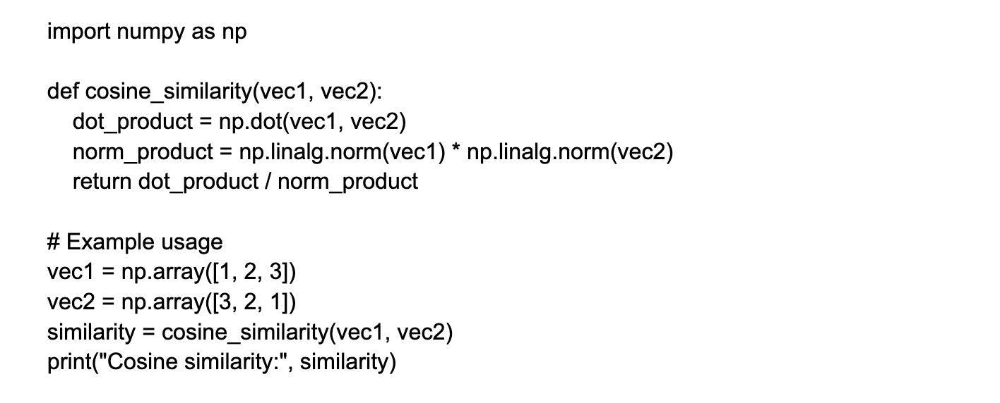 import numpy as np
def cosine_similarity(vec1, vec2):
dot_product = np.dot(vec1, vec2)
norm_product = np.linalg.norm(vec1) * np.linalg.norm(vec2)
return dot_product / norm_product
# Example usage
vec1 = np.array([1, 2, 3])
vec2 = np.array([3, 2, 1])
similarity = cosine_similarity(vec1, vec2)
print("Cosine similarity:", similarity)